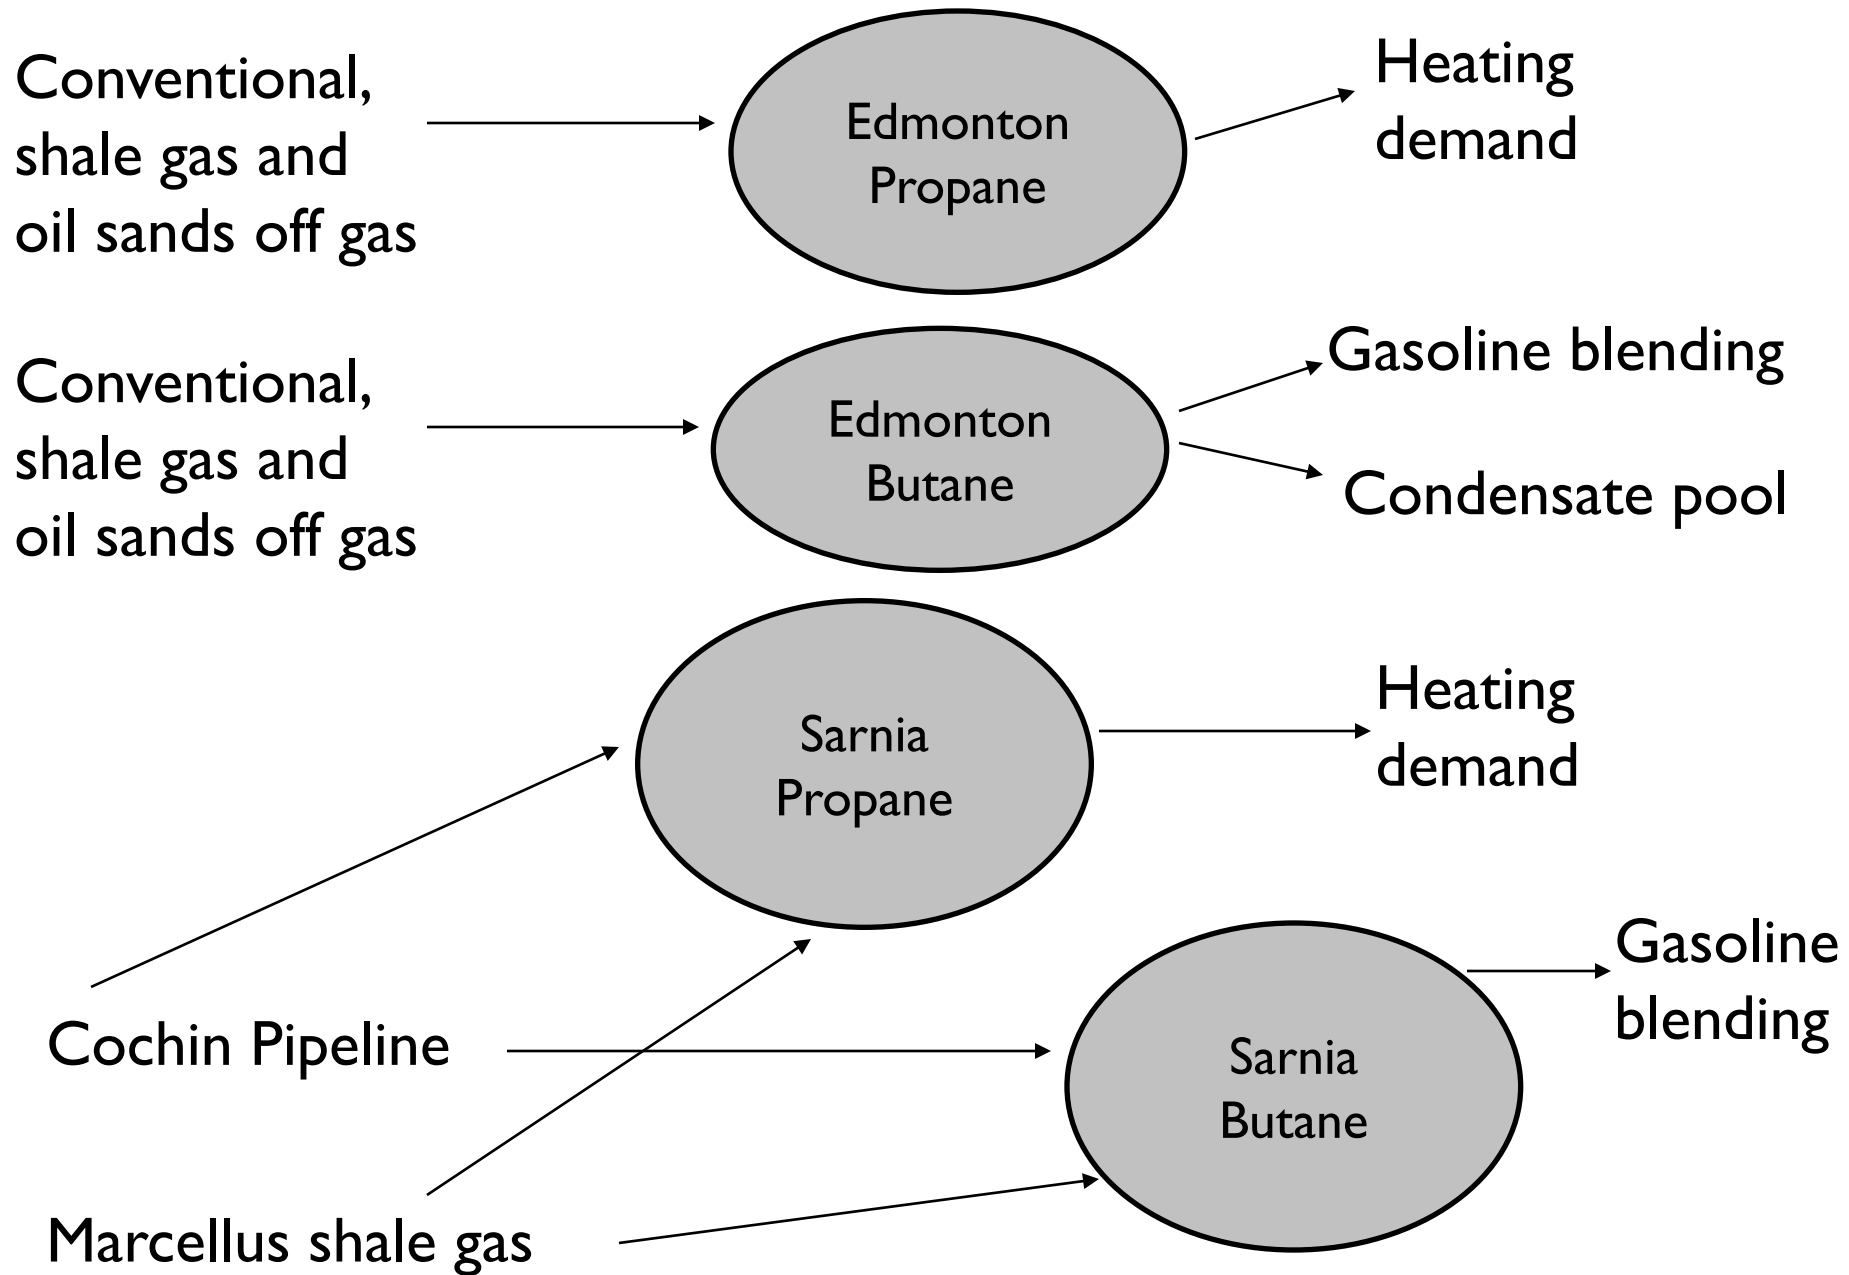 Conventional,
shale gas and
oil sands off gas
Edmonton
Propane
Heating
demand
Conventional,
shale gas and
oil sands off gas
Edmonton
Butane
Gasoline blending
Condensate pool
Sarnia
Propane
Heating
demand
Cochin Pipeline
Marcellus shale gas
Sarnia
Butane
Gasoline
blending